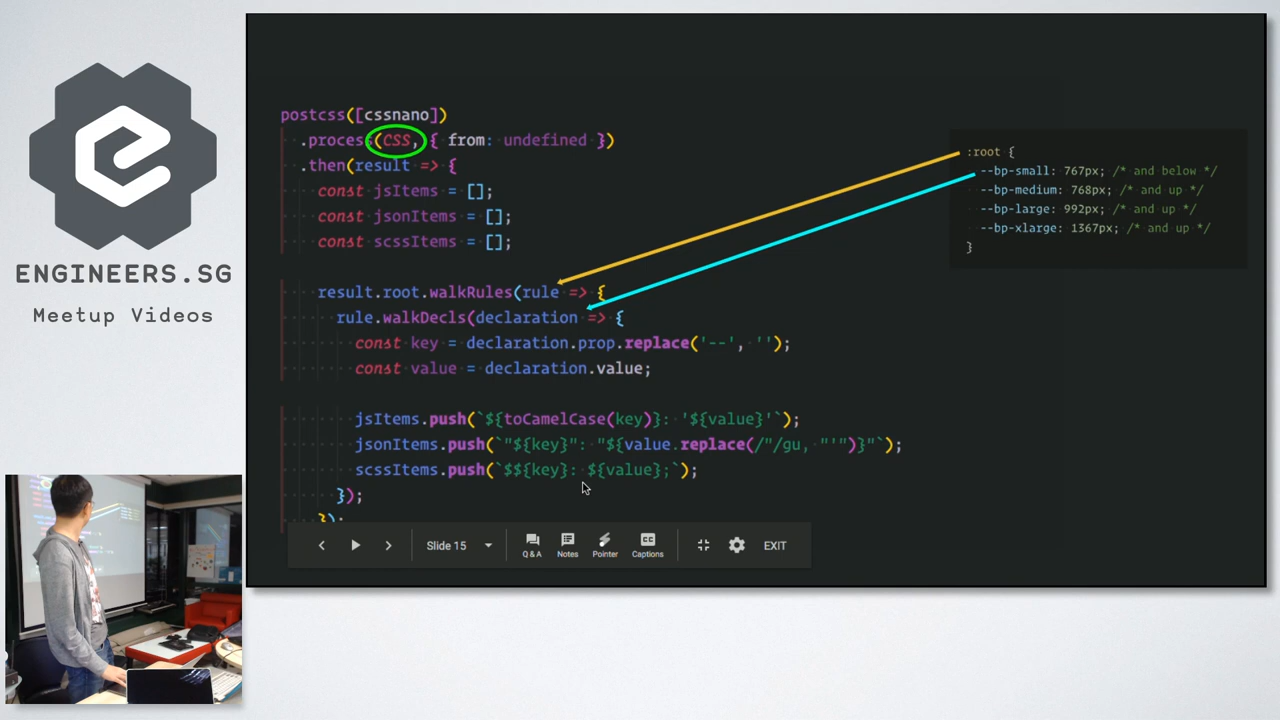 ENGINEERS.SG
Meetup Videos
postcss([cssnano])
.process(CSS, { from: undefined })
.then(result => {
const jsItems = [];
const jsonItems = [];
const scssItems = [];
result.root.walkRules(rule => {
rule.walkDecls(declaration => {
const key = declaration.prop.replace('--', '');
const value = declaration.value;
jsItems.push(`${toCamelCase(key)}: '${value}'`);
jsonItems.push(`"${key}": "${value.replace(/"/gu, "'")}"`);
scssItems.push(`$${key}: ${value};`);
});
});
:root {
--bp-small: 767px; /* and below */
--bp-medium: 768px; /* and up */
--bp-large: 992px; /* and up */
--bp-xlarge: 1367px; /* and up */
}
Slide 15
Q & A
Notes
Pointer
CC
Captions
EXIT